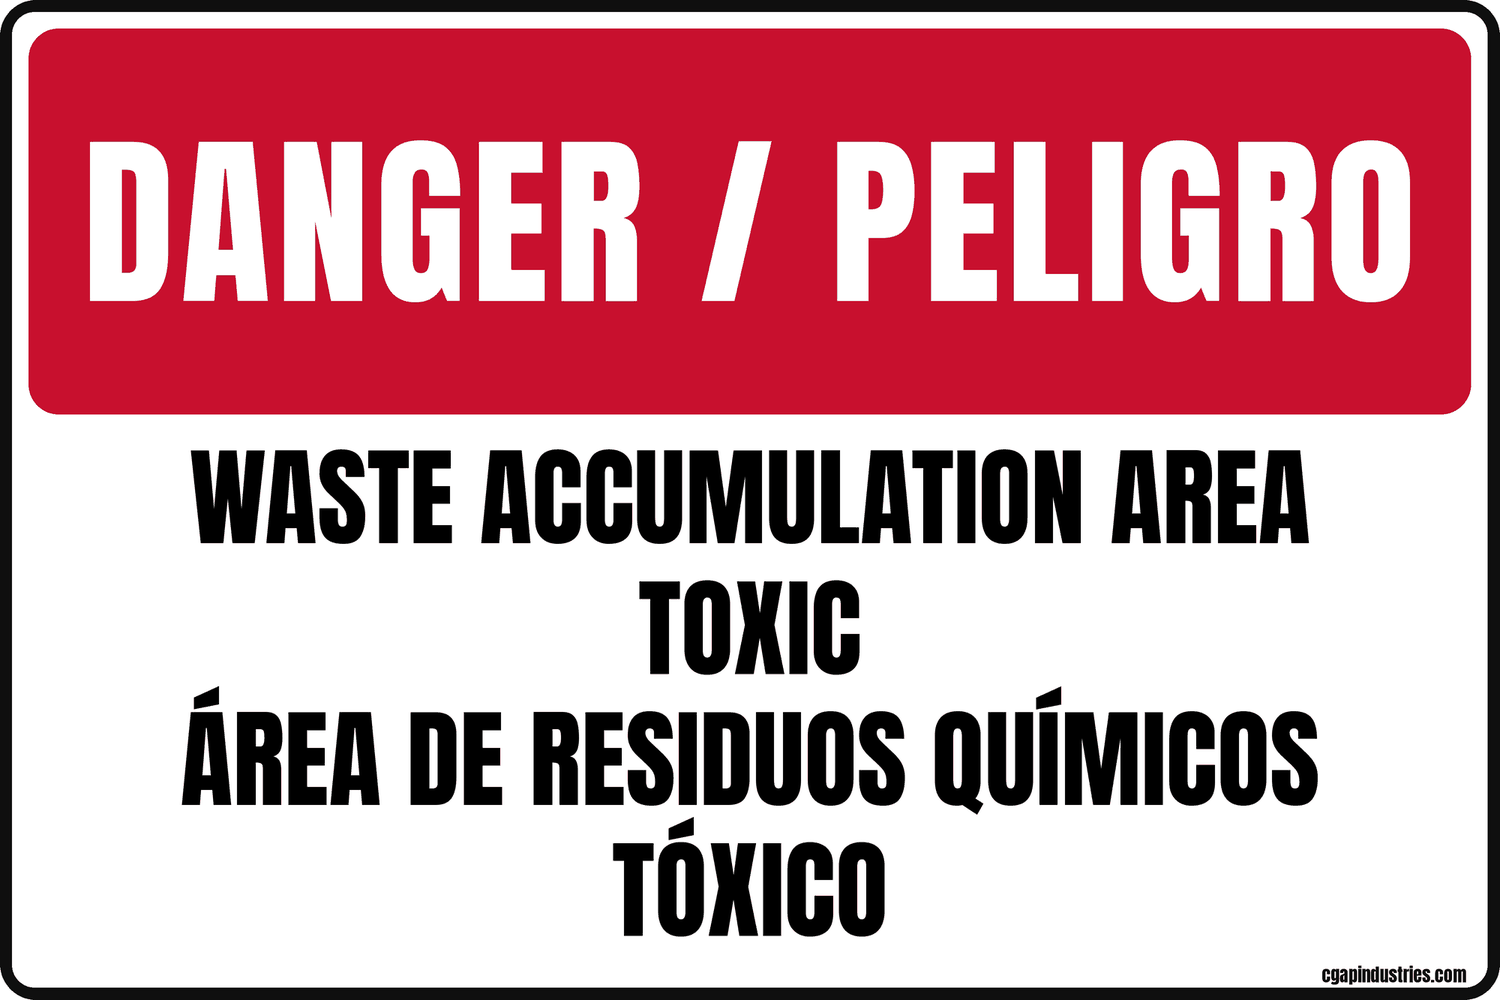 DANGER / PELIGRO
WASTE ACCUMULATION AREA
TOXIC
ÁREA DE RESIDUOS QUÍMICOS
TÓXICO
cgapindustries.com